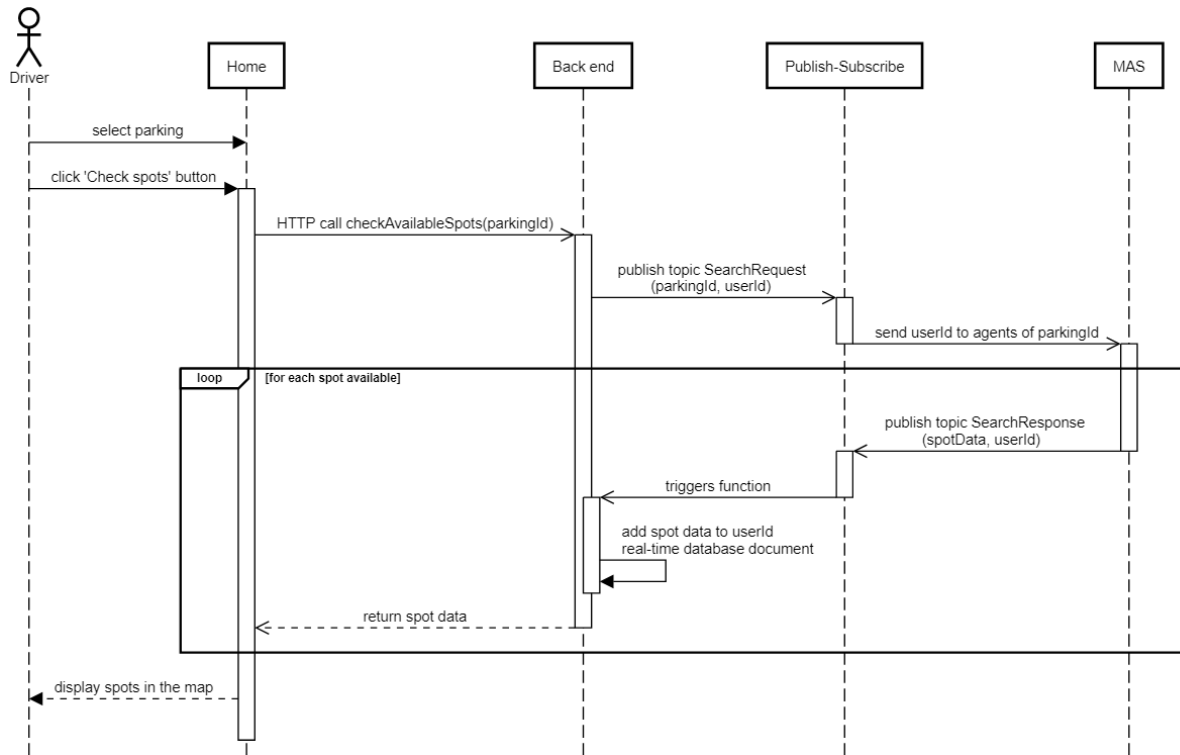 Driver
Home
Back end
Publish-Subscribe
MAS
select parking
click 'Check spots' button
HTTP call checkAvailableSpots(parkingId)
publish topic SearchRequest
(parkingId, userId)
send userId to agents of parkingId
loop
[for each spot available]
publish topic SearchResponse
(spotData, userId)
triggers function
add spot data to userId
real-time database document
return spot data
display spots in the map